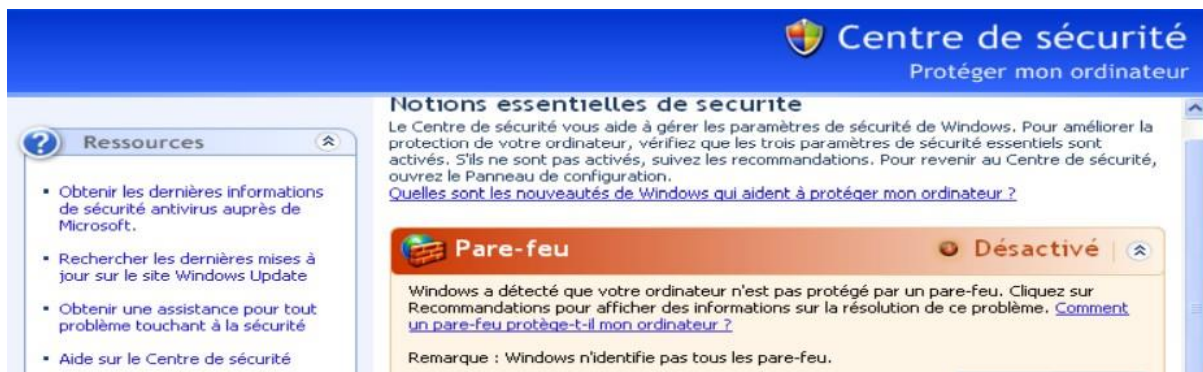 Centre de sécurité
Protéger mon ordinateur
Ressources
Obtenir les dernières informations
de sécurité antivirus auprès de
Microsoft.
Rechercher les dernières mises à
jour sur le site Windows Update
Obtenir une assistance pour tout
problème touchant à la sécurité
Aide sur le Centre de sécurité
Notions essentielles de securite
Le Centre de sécurité vous aide à gérer les paramètres de sécurité de Windows. Pour améliorer la
protection de votre ordinateur, vérifiez que les trois paramètres de sécurité essentiels sont
activés. S'ils ne sont pas activés, suivez les recommandations. Pour revenir au Centre de sécurité,
ouvrez le Panneau de configuration.
Quelles sont les nouveautés de Windows qui aident à protéger mon ordinateur ?
Pare-feu
Désactivé
Windows a détecté que votre ordinateur n'est pas protégé par un pare-feu. Cliquez sur
Recommandations pour afficher des informations sur la résolution de ce problème. Comment
un pare-feu protège-t-il mon ordinateur ?
Remarque : Windows n'identifie pas tous les pare-feu.